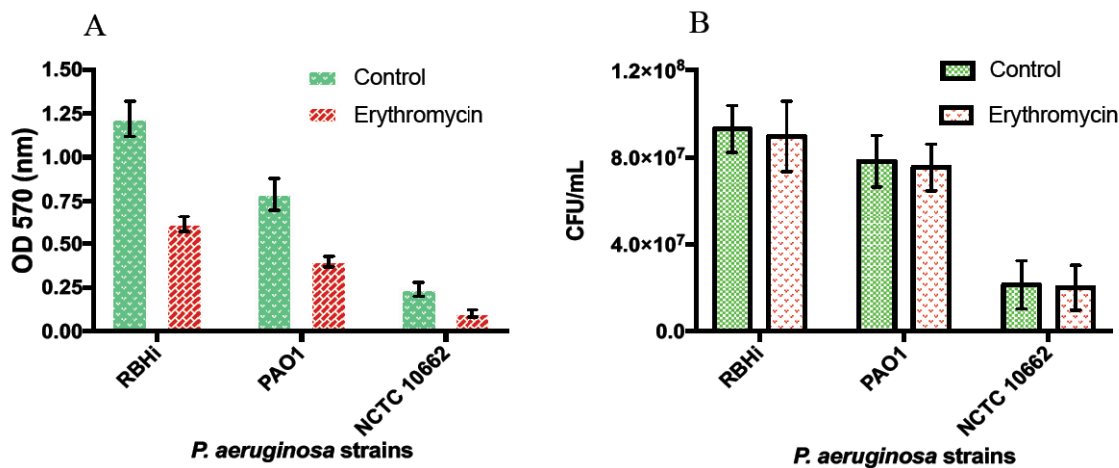 A
1.50
1.25
1.00
0.75
0.50
0.25
0.00
OD 570 (nm)
Control
Erythromycin
RBHi
PAO1
NCTC 10662
P. aeruginosa strains
B
1.2×10⁸
8.0×10⁷
4.0×10⁷
0.0
CFU/mL
Control
Erythromycin
RBHi
PAO1
NCTC 10662
P. aeruginosa strains